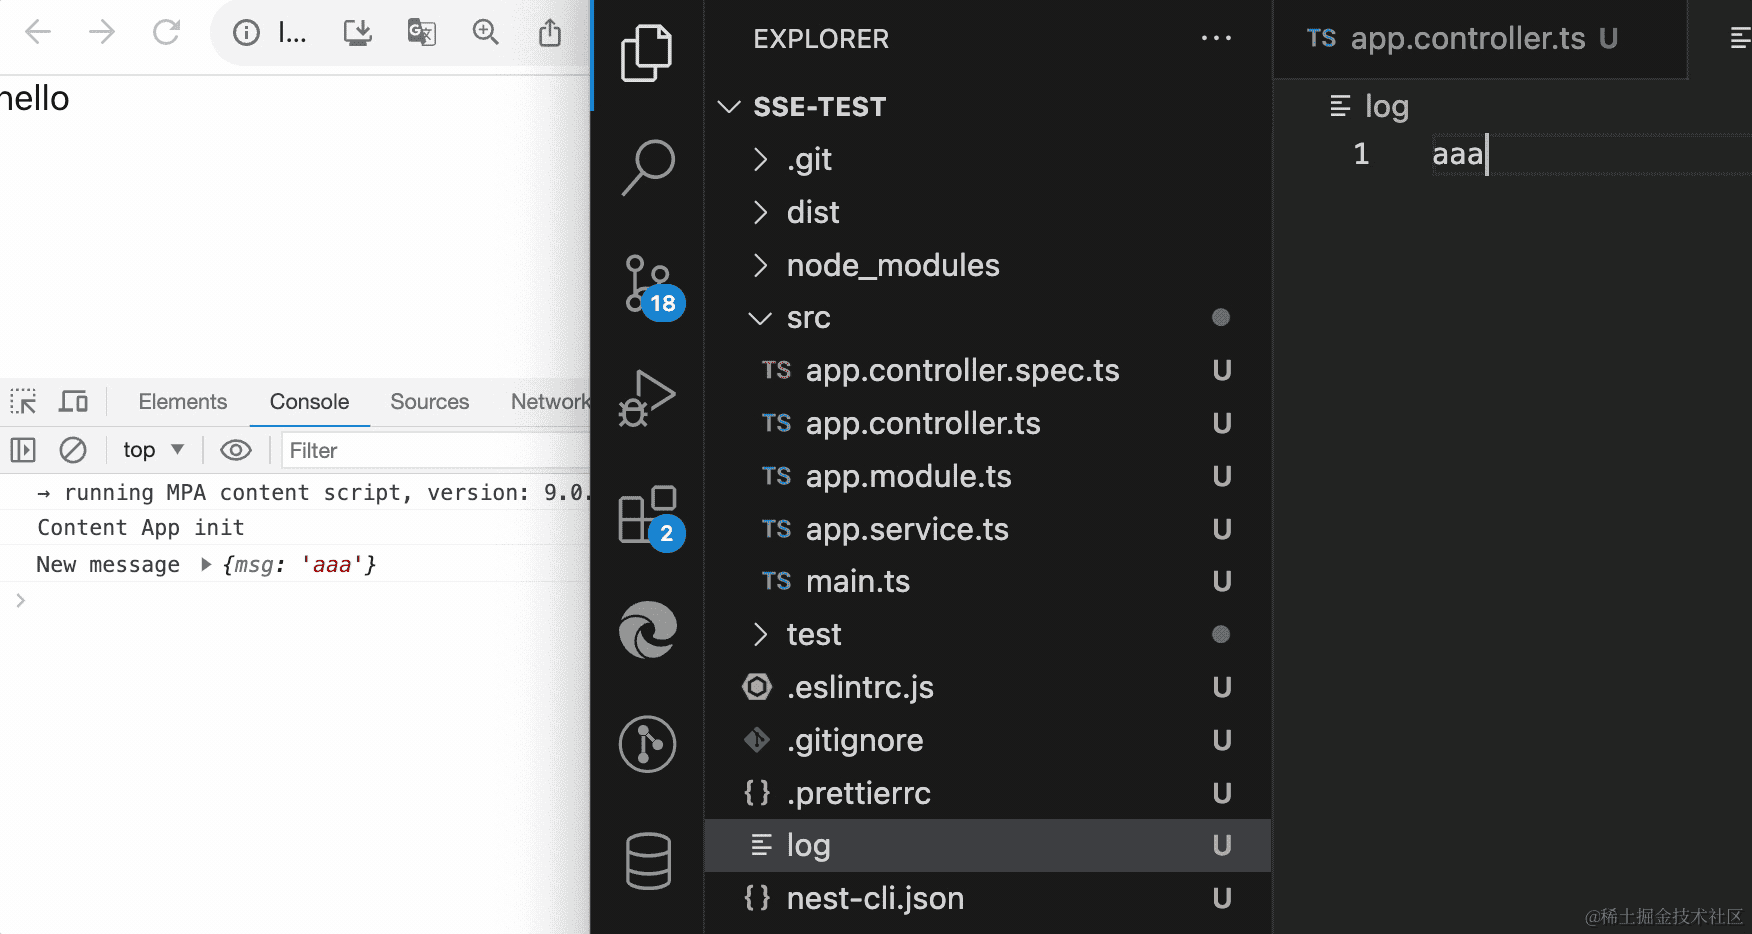 l...
hello
Elements Console Sources Network
top Filter
→ running MPA content script, version: 9.0.
Content App init
New message {msg: 'aaa'}
18
2
EXPLORER
SSE-TEST
.git
dist
node_modules
src
TS app.controller.spec.ts U
TS app.controller.ts U
TS app.module.ts U
TS app.service.ts U
TS main.ts U
test
.eslintrc.js U
.gitignore U
{} .prettierrc U
log U
{} nest-cli.json U
TS app.controller.ts U
log
1 aaa
@稀土掘金技术社区